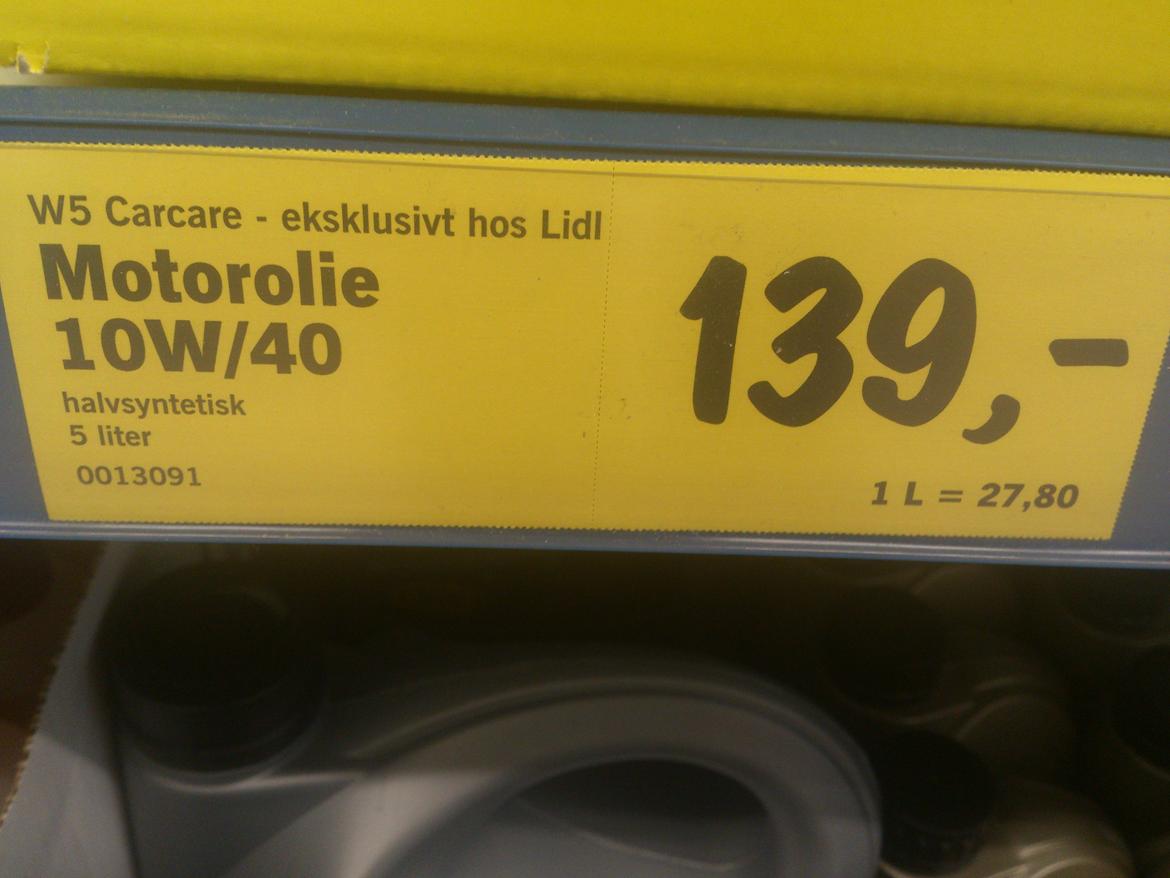 W5 Carcare - eksklusivt hos Lidl
Motorolie
10W/40
halvsyntetisk
5 liter
0013091
139,-
1 L = 27,80